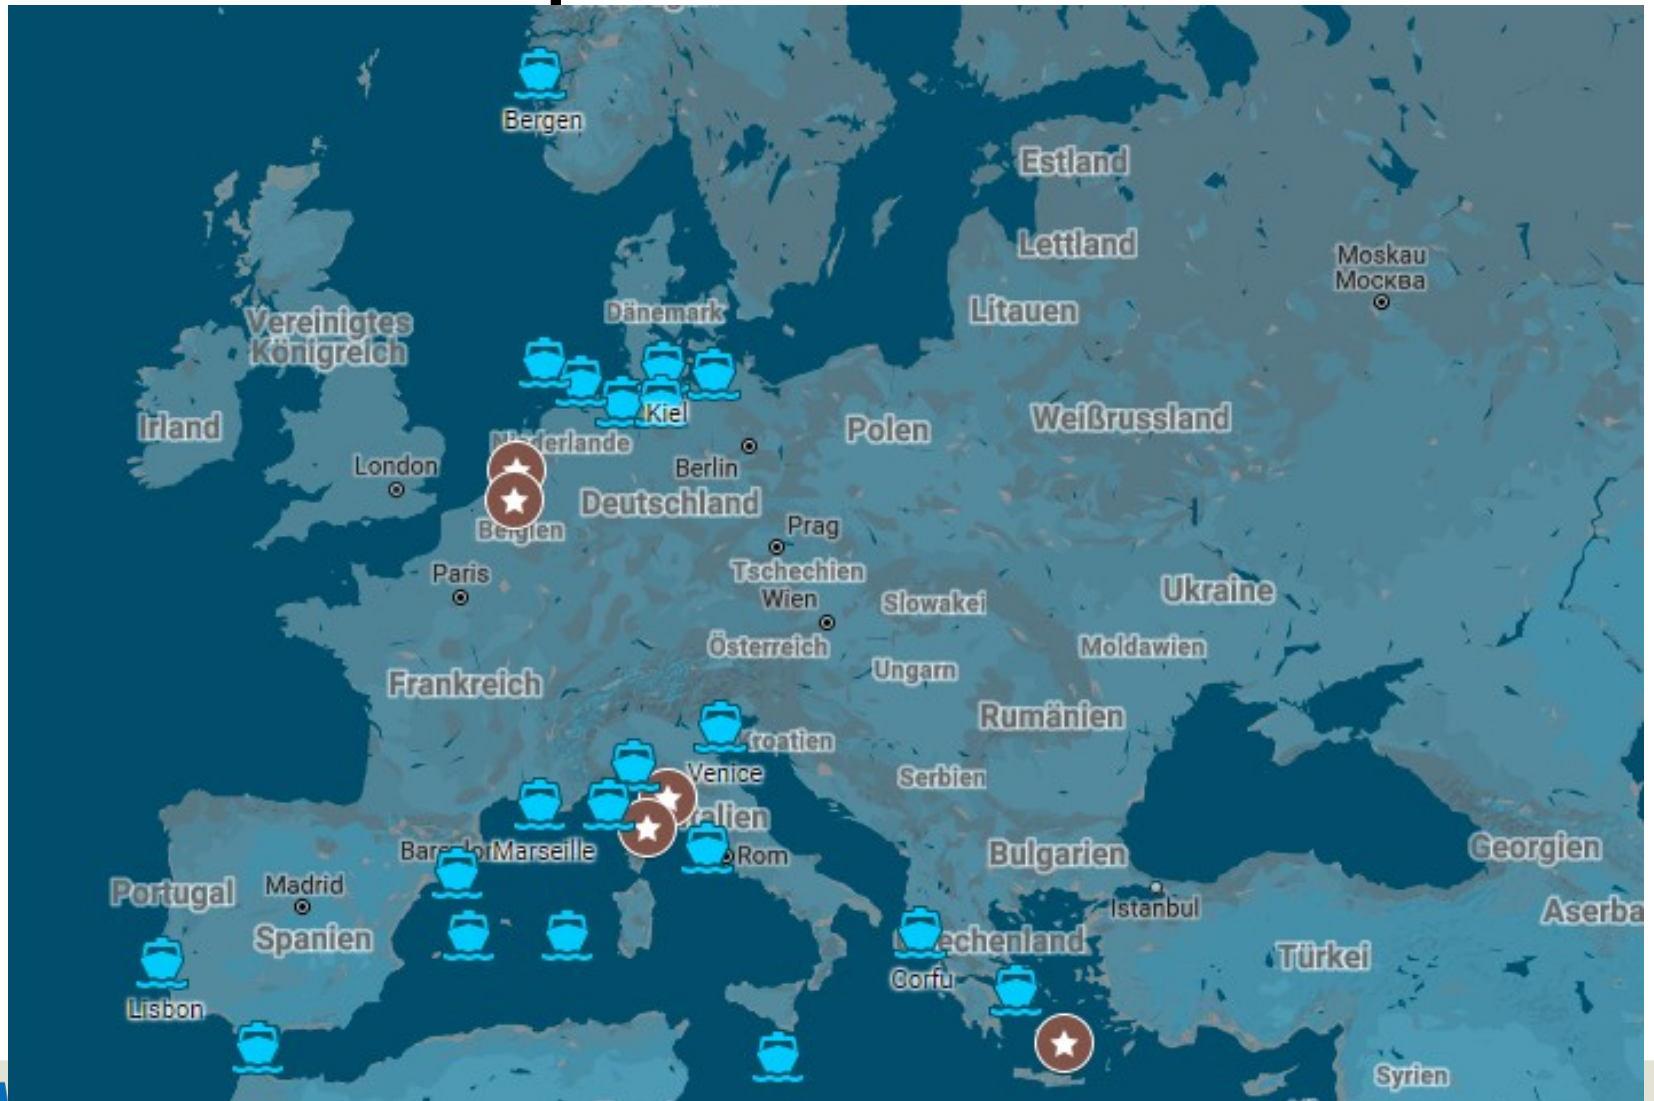 Bergen
Estland
Lettland
Moskau
Москва
Litauen
Dänemark
Vereinigtes
Königreich
Irland
Kiel
Polen
Weißrussland
London
Berlin
Deutschland
Belgien
Prag
Paris
Tschechien
Wien
Slowakei
Ukraine
Österreich
Moldawien
Ungarn
Frankreich
Rumänien
Venice
Serbien
Marseille
Rom
Bulgarien
Georgien
Portugal
Madrid
Istanbul
Aserba
Spanien
Türkei
Corfu
Lisbon
Syrien